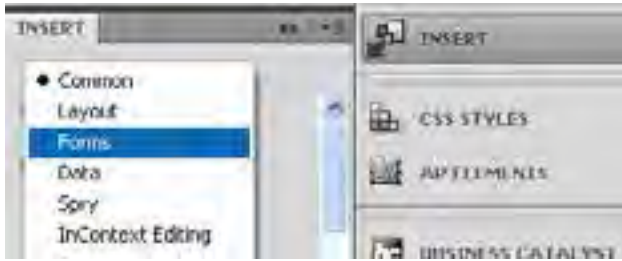 INSERT
Common
Layout
Forms
Data
Spry
InContext Editing
INSERT
CSS STYLES
AP ELEMENTS
BUSINESS CATALYST